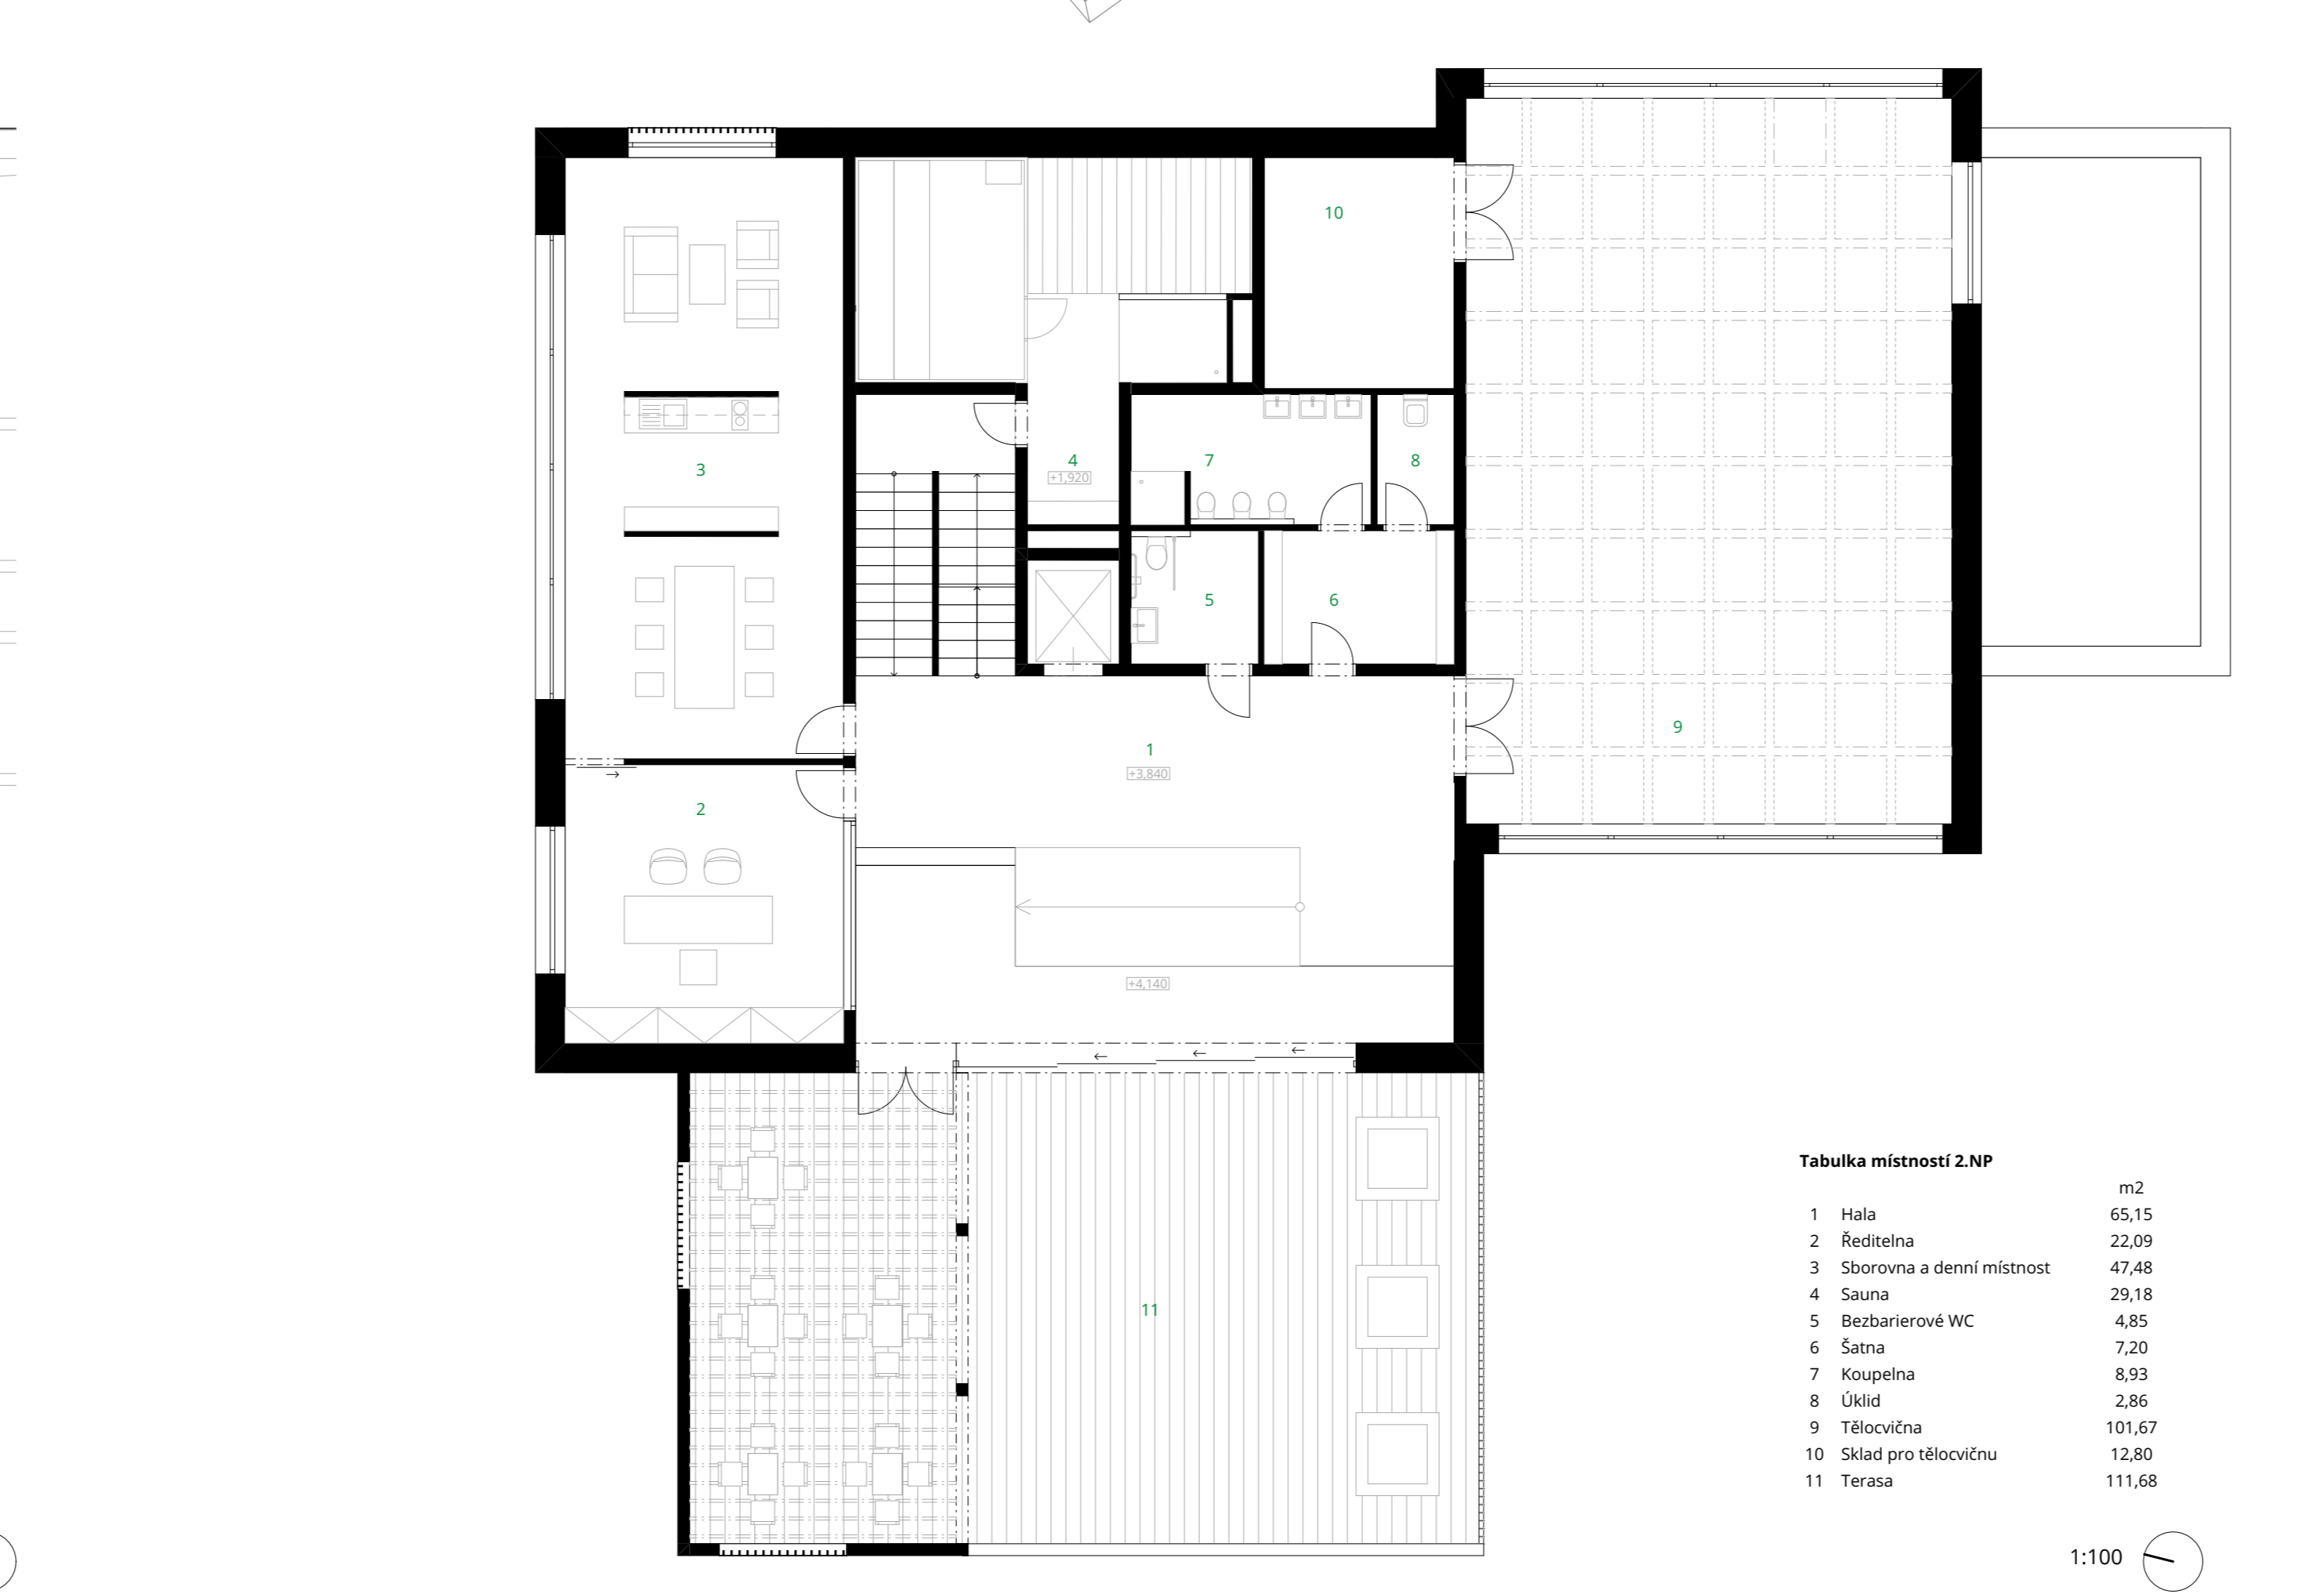 10
3
4
+1,920
7
8
5
6
9
1
+3,840
2
+4,140
11
Tabulka místností 2.NP
m2
1 Hala 65,15
2 Ředitelna 22,09
3 Sborovna a denní místnost 47,48
4 Sauna 29,18
5 Bezbarierové WC 4,85
6 Šatna 7,20
7 Koupelna 8,93
8 Úklid 2,86
9 Tělocvična 101,67
10 Sklad pro tělocvičnu 12,80
11 Terasa 111,68
1:100